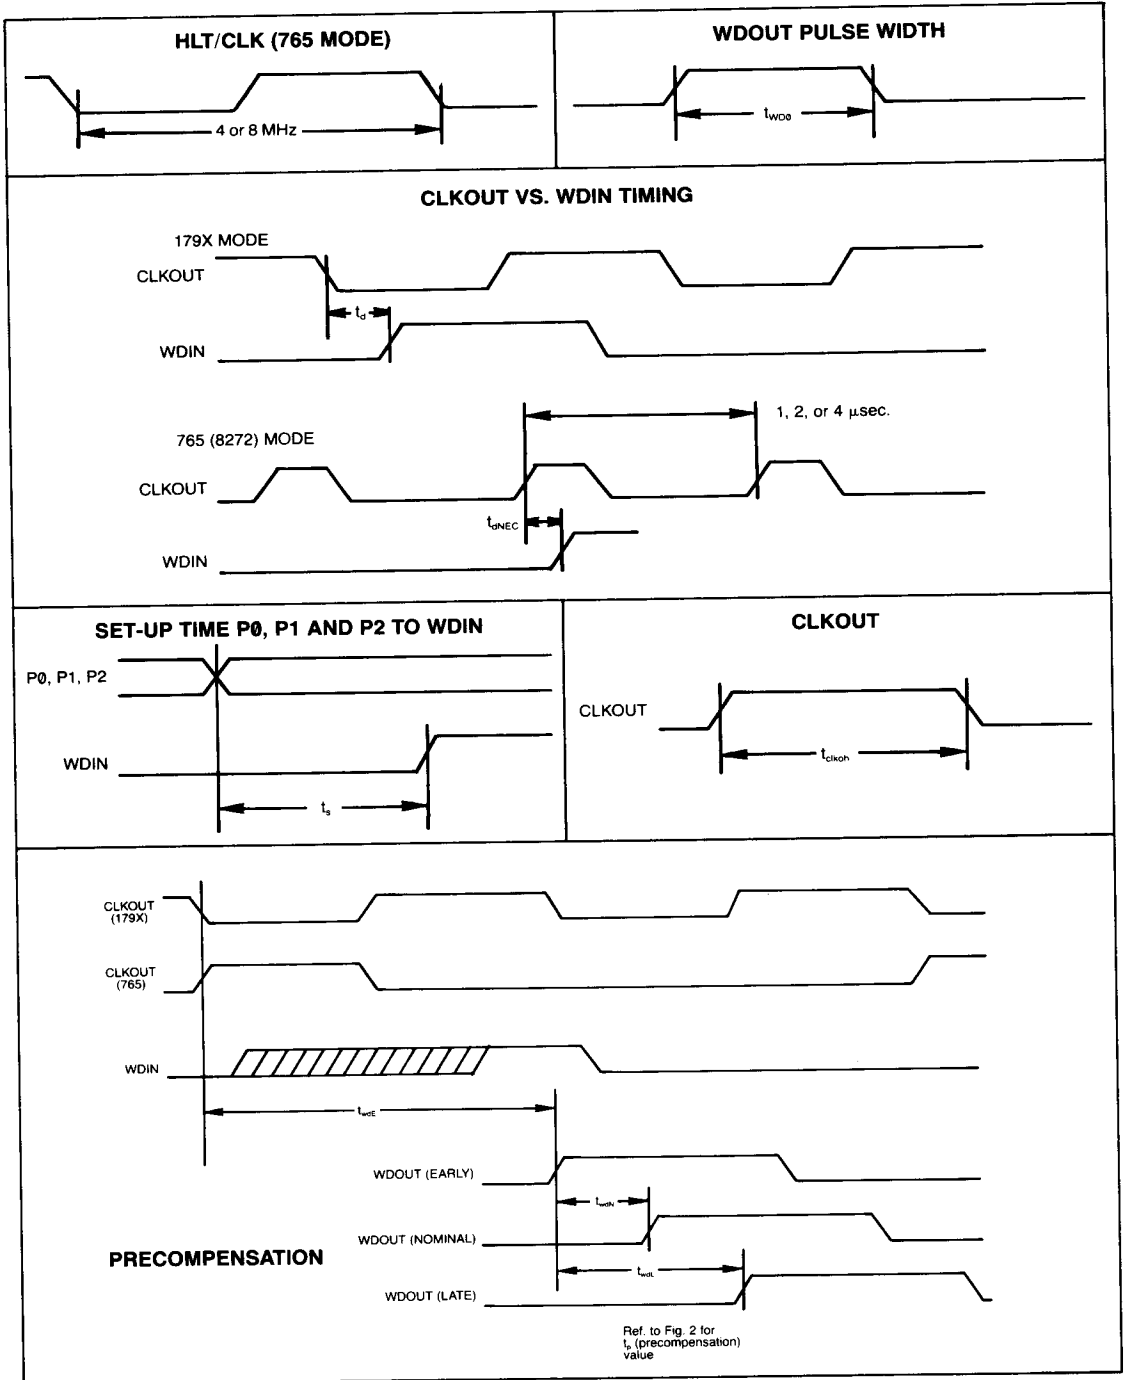 HLT/CLK (765 MODE)
4 or 8 MHz
WDOUT PULSE WIDTH
tWDØ
CLKOUT VS. WDIN TIMING
179X MODE
CLKOUT
td
WDIN
1, 2, or 4 μsec.
765 (8272) MODE
CLKOUT
tdNEC
WDIN
SET-UP TIME PØ, P1 AND P2 TO WDIN
PØ, P1, P2
WDIN
ts
CLKOUT
CLKOUT
tclkoh
CLKOUT
(179X)
CLKOUT
(765)
WDIN
twdE
WDOUT (EARLY)
twdN
WDOUT (NOMINAL)
PRECOMPENSATION
twdL
WDOUT (LATE)
Ref. to Fig. 2 for
tp (precompensation)
value